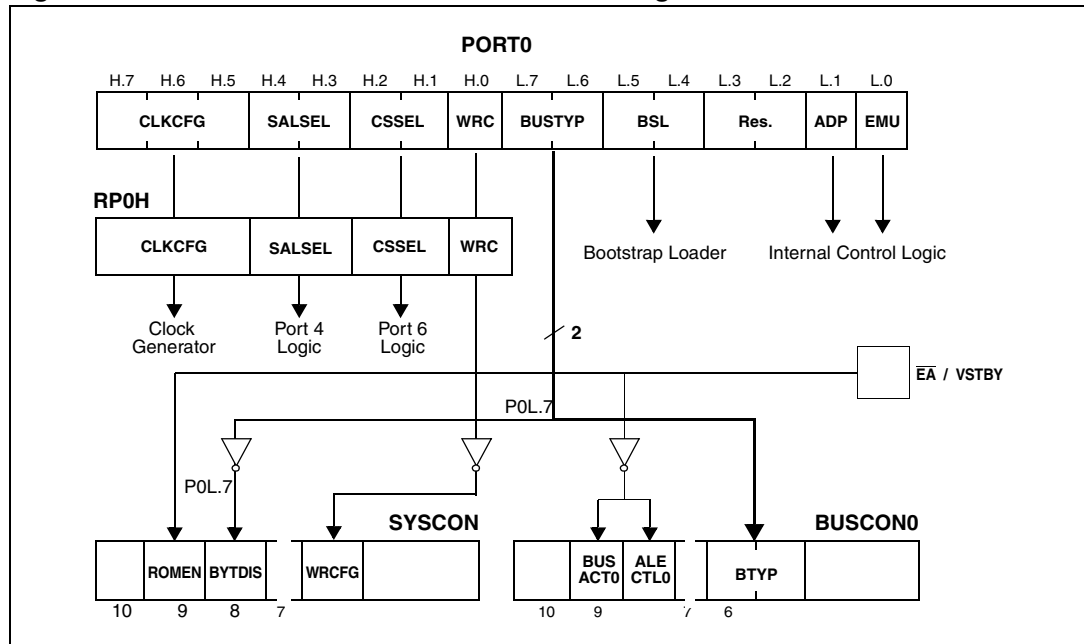 PORT0
H.7 H.6 H.5 H.4 H.3 H.2 H.1 H.0 L.7 L.6 L.5 L.4 L.3 L.2 L.1 L.0
CLKCFG SALSEL CSSEL WRC BUSTYP BSL Res. ADP EMU
RP0H
CLKCFG SALSEL CSSEL WRC
Bootstrap Loader Internal Control Logic
Clock Generator
Port 4 Logic
Port 6 Logic
2
EA / VSTBY
P0L.7
P0L.7
SYSCON BUSCON0
ROMEN BYTDIS WRCFG BUS ACT0 ALE CTL0 BTYP
10 9 8 7 10 9 7 6